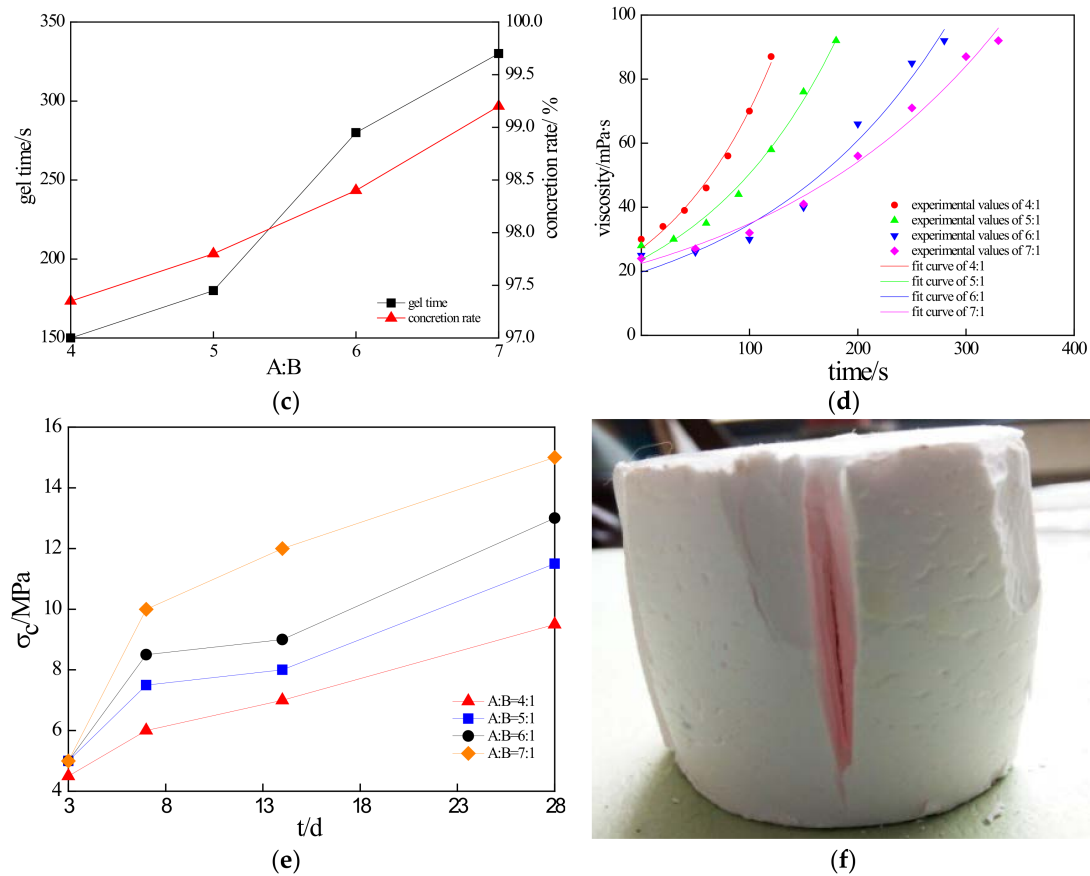 350
300
250
200
150
gel time/s
100.0
99.5
99.0
98.5
98.0
97.5
97.0
concretion rate/ %
gel time
concretion rate
4 5 6 7
A:B
(c)
100
80
60
40
20
0
viscosity/mPa·s
experimental values of 4:1
experimental values of 5:1
experimental values of 6:1
experimental values of 7:1
fit curve of 4:1
fit curve of 5:1
fit curve of 6:1
fit curve of 7:1
100 200 300 400
time/s
(d)
16
14
12
10
8
6
4
σc/MPa
A:B=4:1
A:B=5:1
A:B=6:1
A:B=7:1
3 8 13 18 23 28
t/d
(e)
(f)